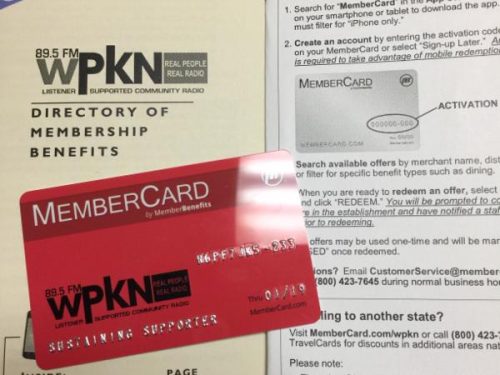 89.5 FM
wPKN
REAL PEOPLE
REAL RADIO
LISTENER SUPPORTED COMMUNITY RADIO
DIRECTORY OF
MEMBERSHIP
BENEFITS
MEMBERCARD
by MemberBenefits
89.5 FM
wPKN
REAL PEOPLE
REAL RADIO
LISTENER SUPPORTED COMMUNITY RADIO
Thru 01/19
MemberCard.com
SUSTAINING SUPPORTER
INSIDE:
PAGE
1. Search for "MemberCard" in the App
on your smartphone or tablet to download the app.
must filter for "iPhone only."
2. Create an account by entering the activation code
on your MemberCard or select "Sign-up Later."
is required to take advantage of mobile redemption
MEMBERCARD
000000-000
MEMBERCARD.COM
ACTIVATION
Search available offers by merchant name,
or filter for specific benefit types such as dining.
When you are ready to redeem an offer, select
and click "REDEEM." You will be prompted to
in the establishment and have notified a
prior to redeeming.
offers may be used one-time and will be
once redeemed.
Email CustomerService@member
(800) 423-7645 during normal business
to another state?
Visit MemberCard.com/wpkn or call (800) 423-7
TravelCards for discounts in additional areas
Please note: